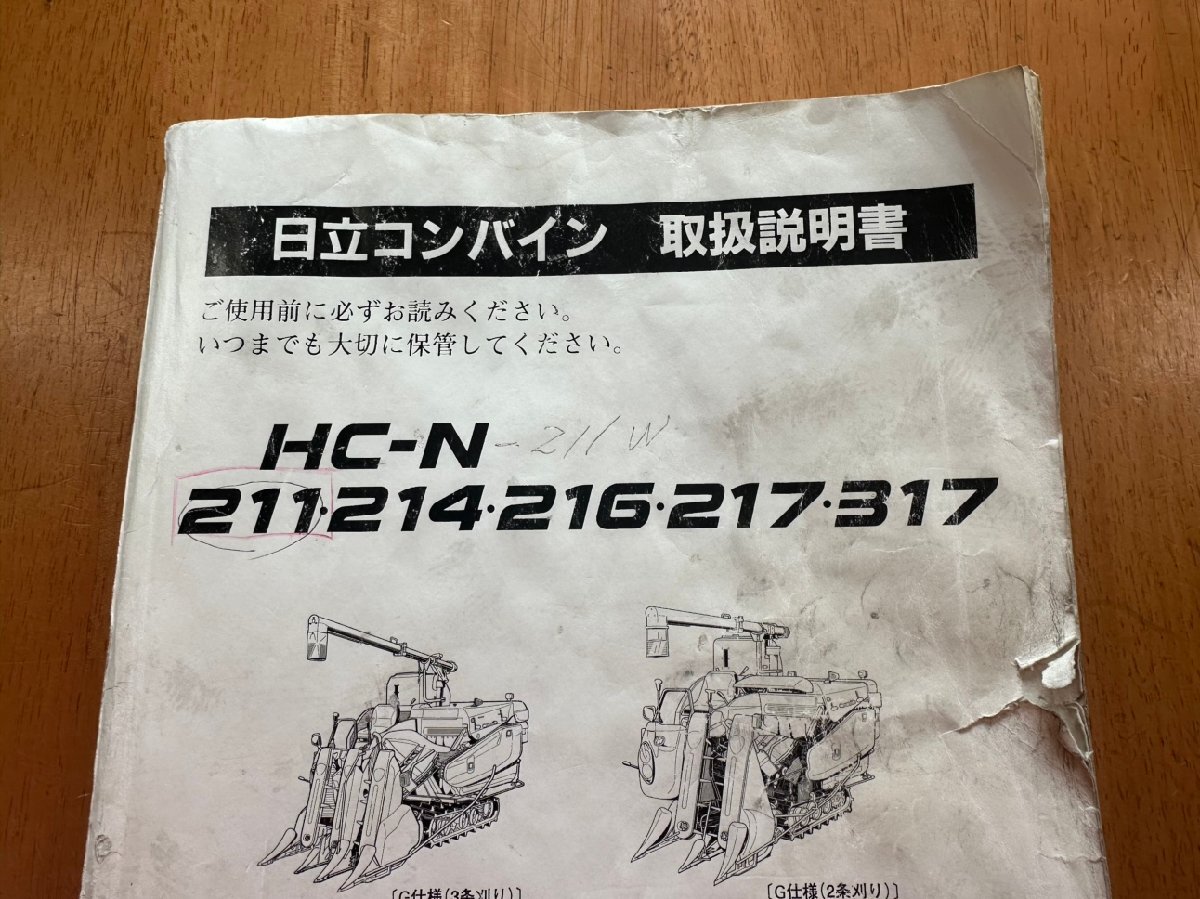 日立コンバイン 取扱説明書
ご使用前に必ずお読みください。
いつまでも大切に保管してください。
HC-N -211W
211・214・216・217・317
〔G仕様(3条刈り)〕 〔G仕様(2条刈り)〕